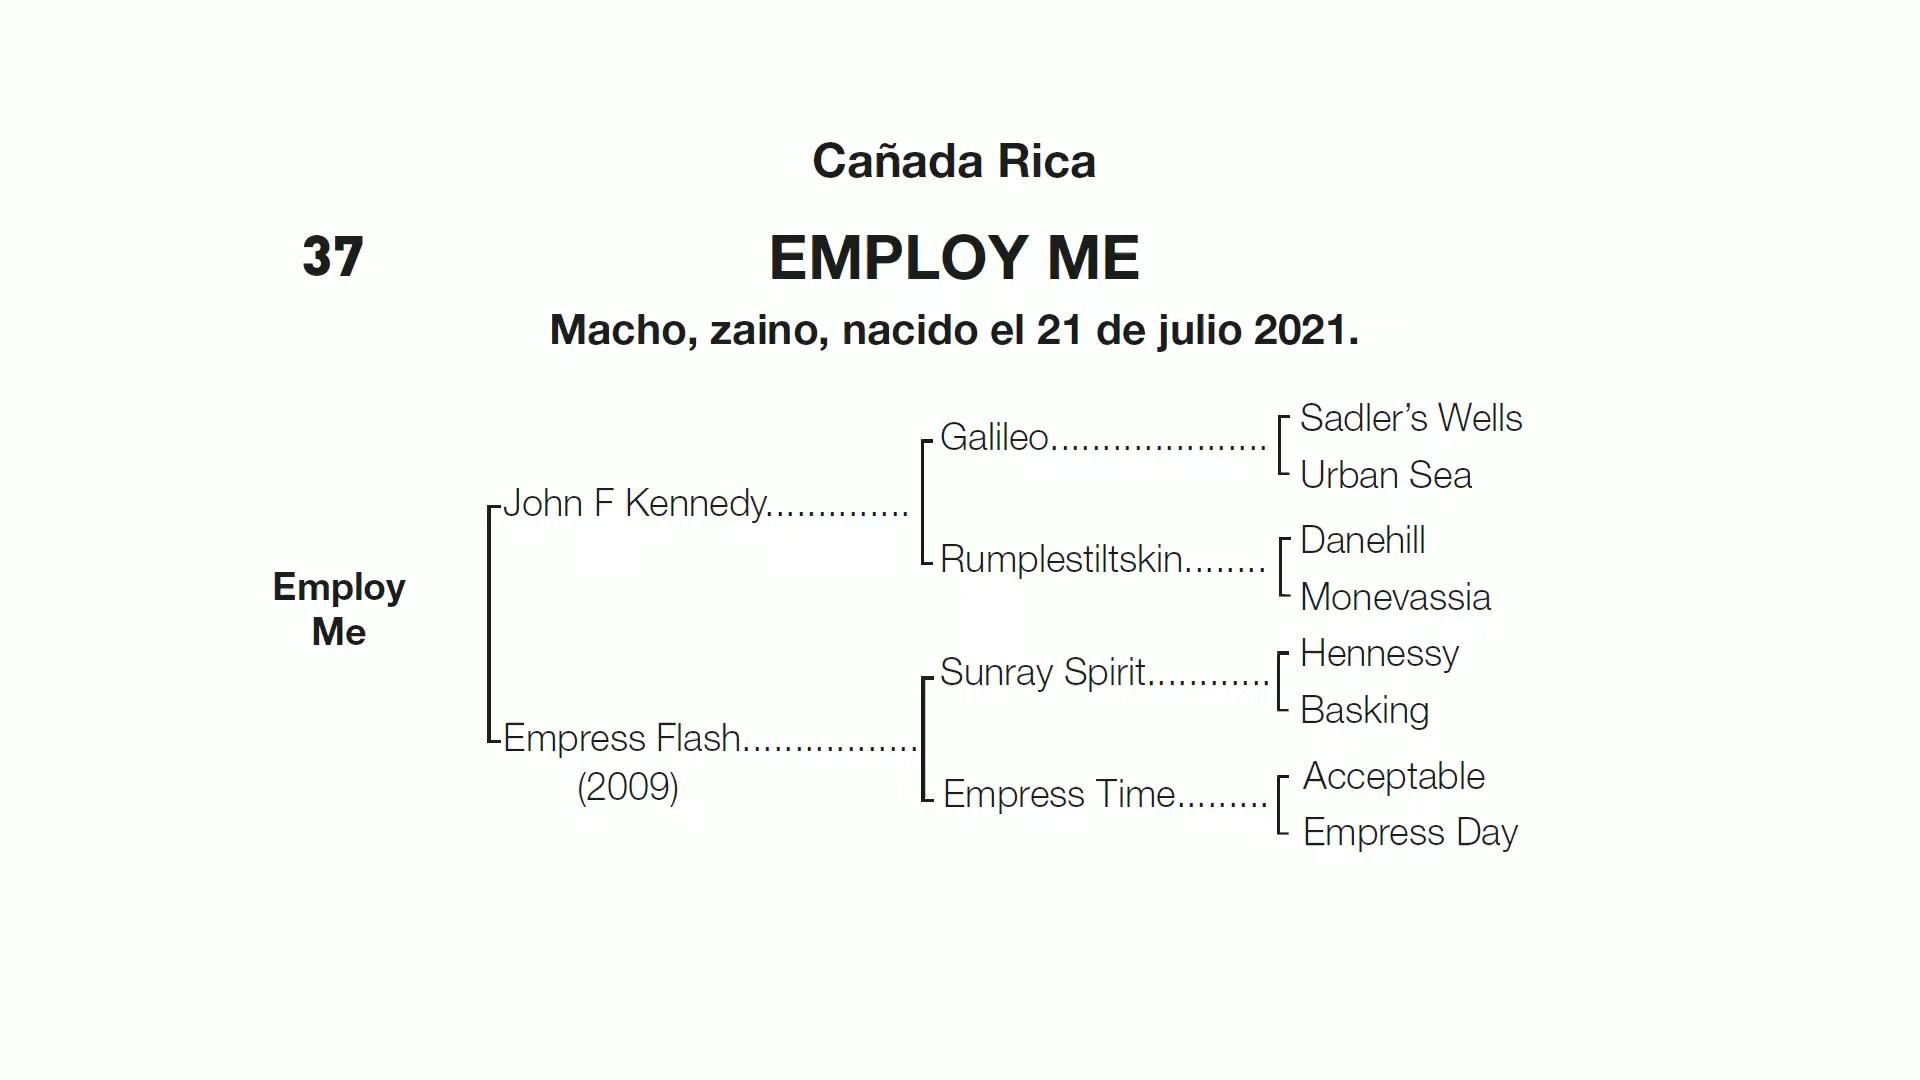 Cañada Rica
37
EMPLOY ME
Macho, zaino, nacido el 21 de julio 2021.
Sadler’s Wells
Galileo.....................
Urban Sea
John F Kennedy..............
Danehill
Rumplestiltskin........
Monevassia
Employ
Me
Hennessy
Sunray Spirit............
Basking
Empress Flash.................
(2009)
Acceptable
Empress Time.........
Empress Day